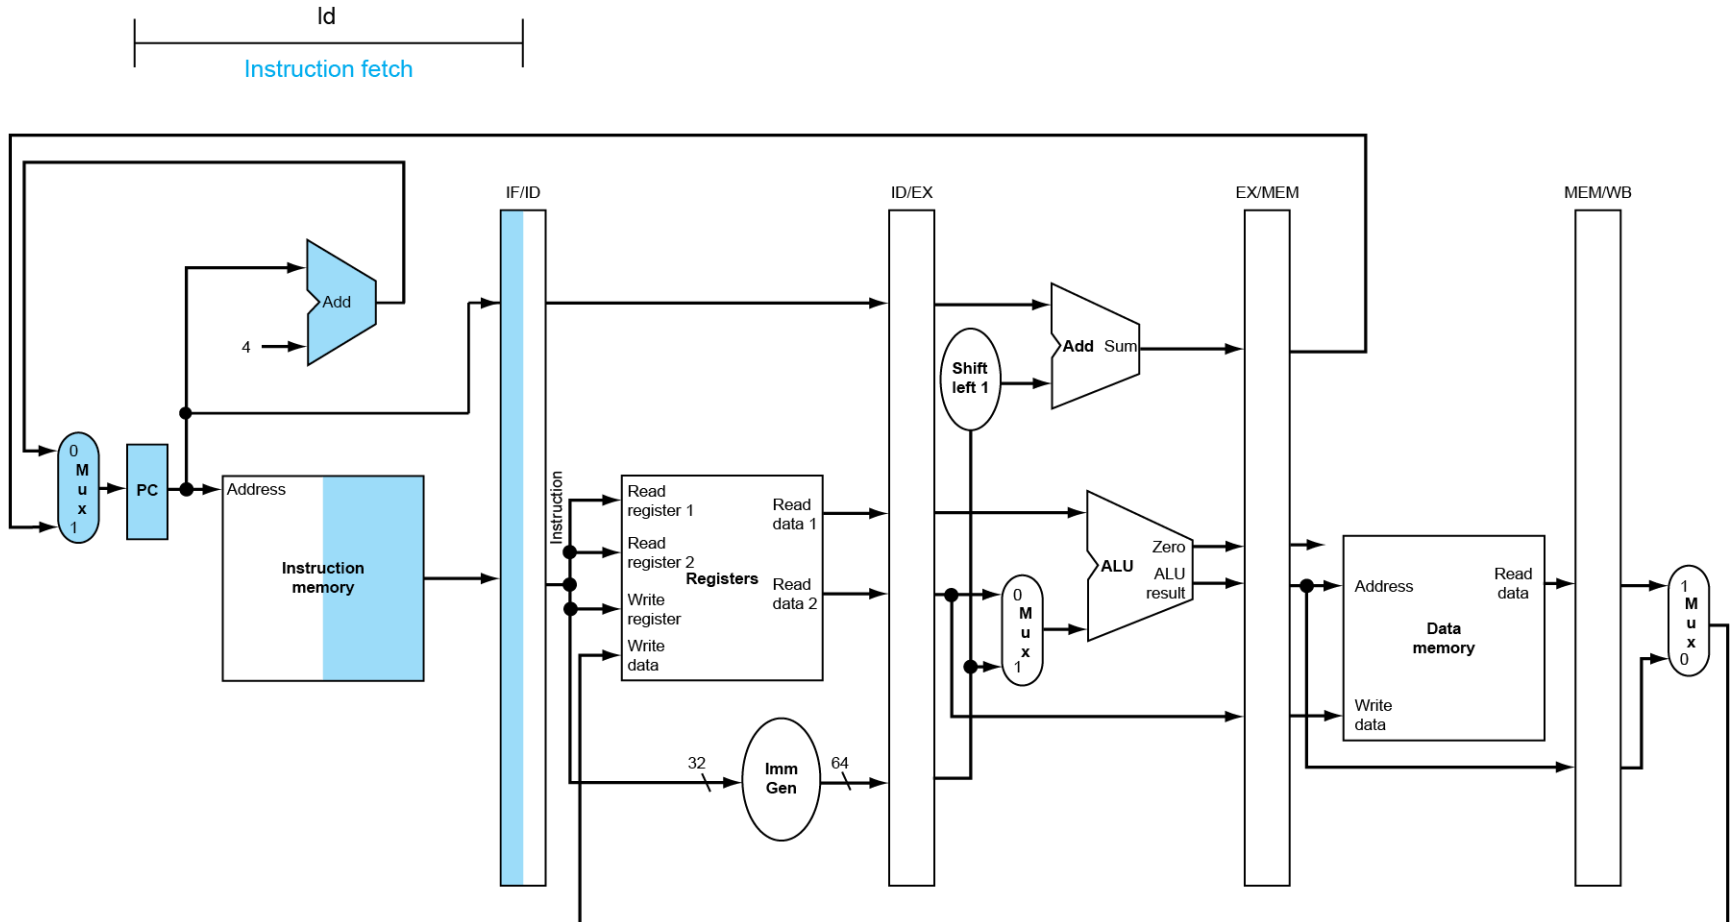 ld
Instruction fetch
IF/ID
ID/EX
EX/MEM
MEM/WB
Add
4
Add Sum
Shift
left 1
0
M
u
x
1
PC
Address
Instruction
memory
Instruction
Read
register 1
Read
register 2
Write
register
Write
data
Registers
Read
data 1
Read
data 2
0
M
u
x
1
Zero
ALU
ALU
result
Address
Read
data
Data
memory
Write
data
1
M
u
x
0
32
Imm
Gen
64